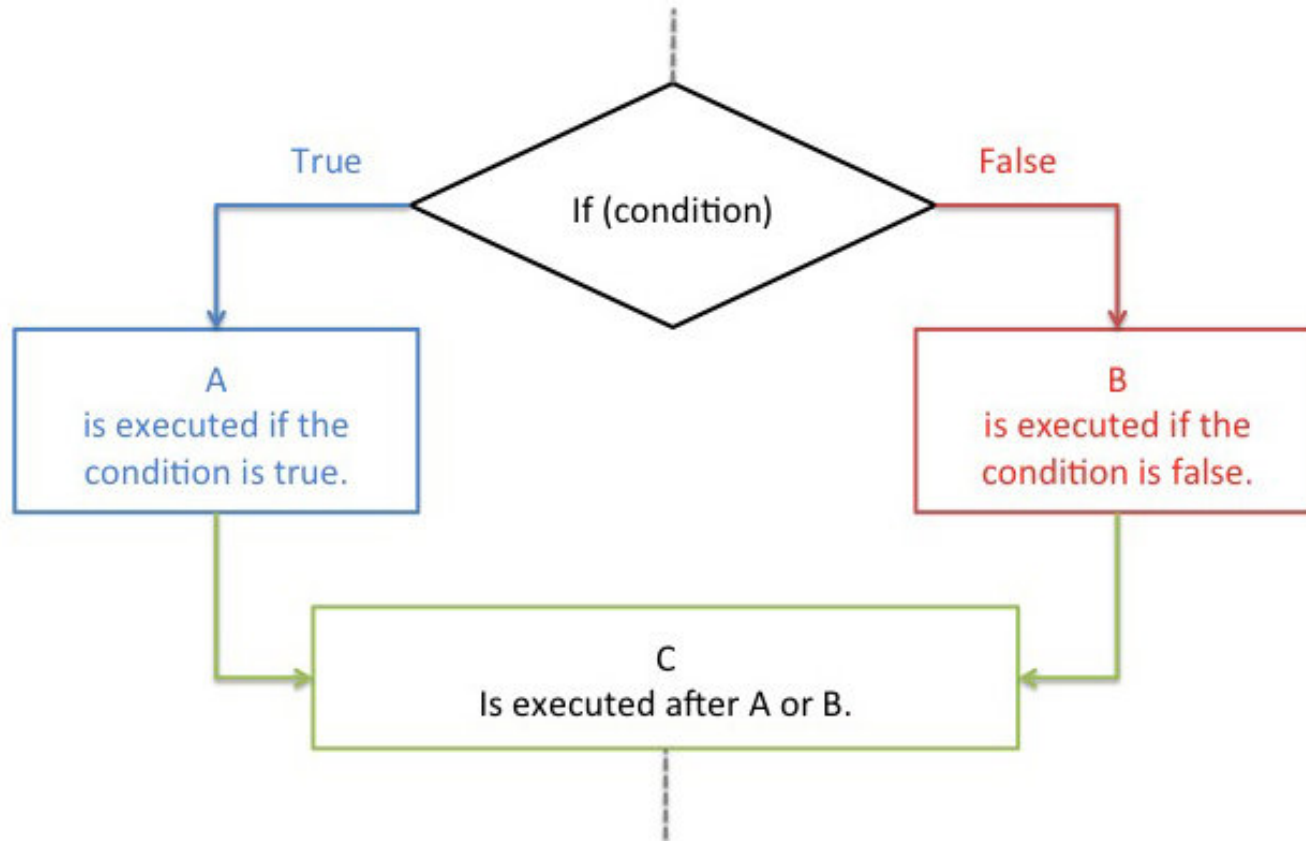 True
If (condition)
False
A
is executed if the
condition is true.
B
is executed if the
condition is false.
C
Is executed after A or B.